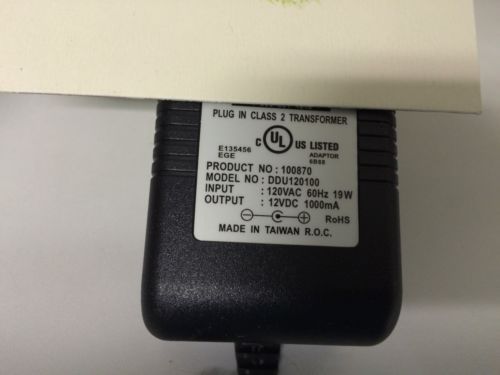 PLUG IN CLASS 2 TRANSFORMER
C UL US LISTED
E135456 ADAPTOR
EGE 6B88
PRODUCT NO : 100870
MODEL NO : DDU120100
INPUT : 120VAC 60Hz 19W
OUTPUT : 12VDC 1000mA
- C + RoHS
MADE IN TAIWAN R.O.C.